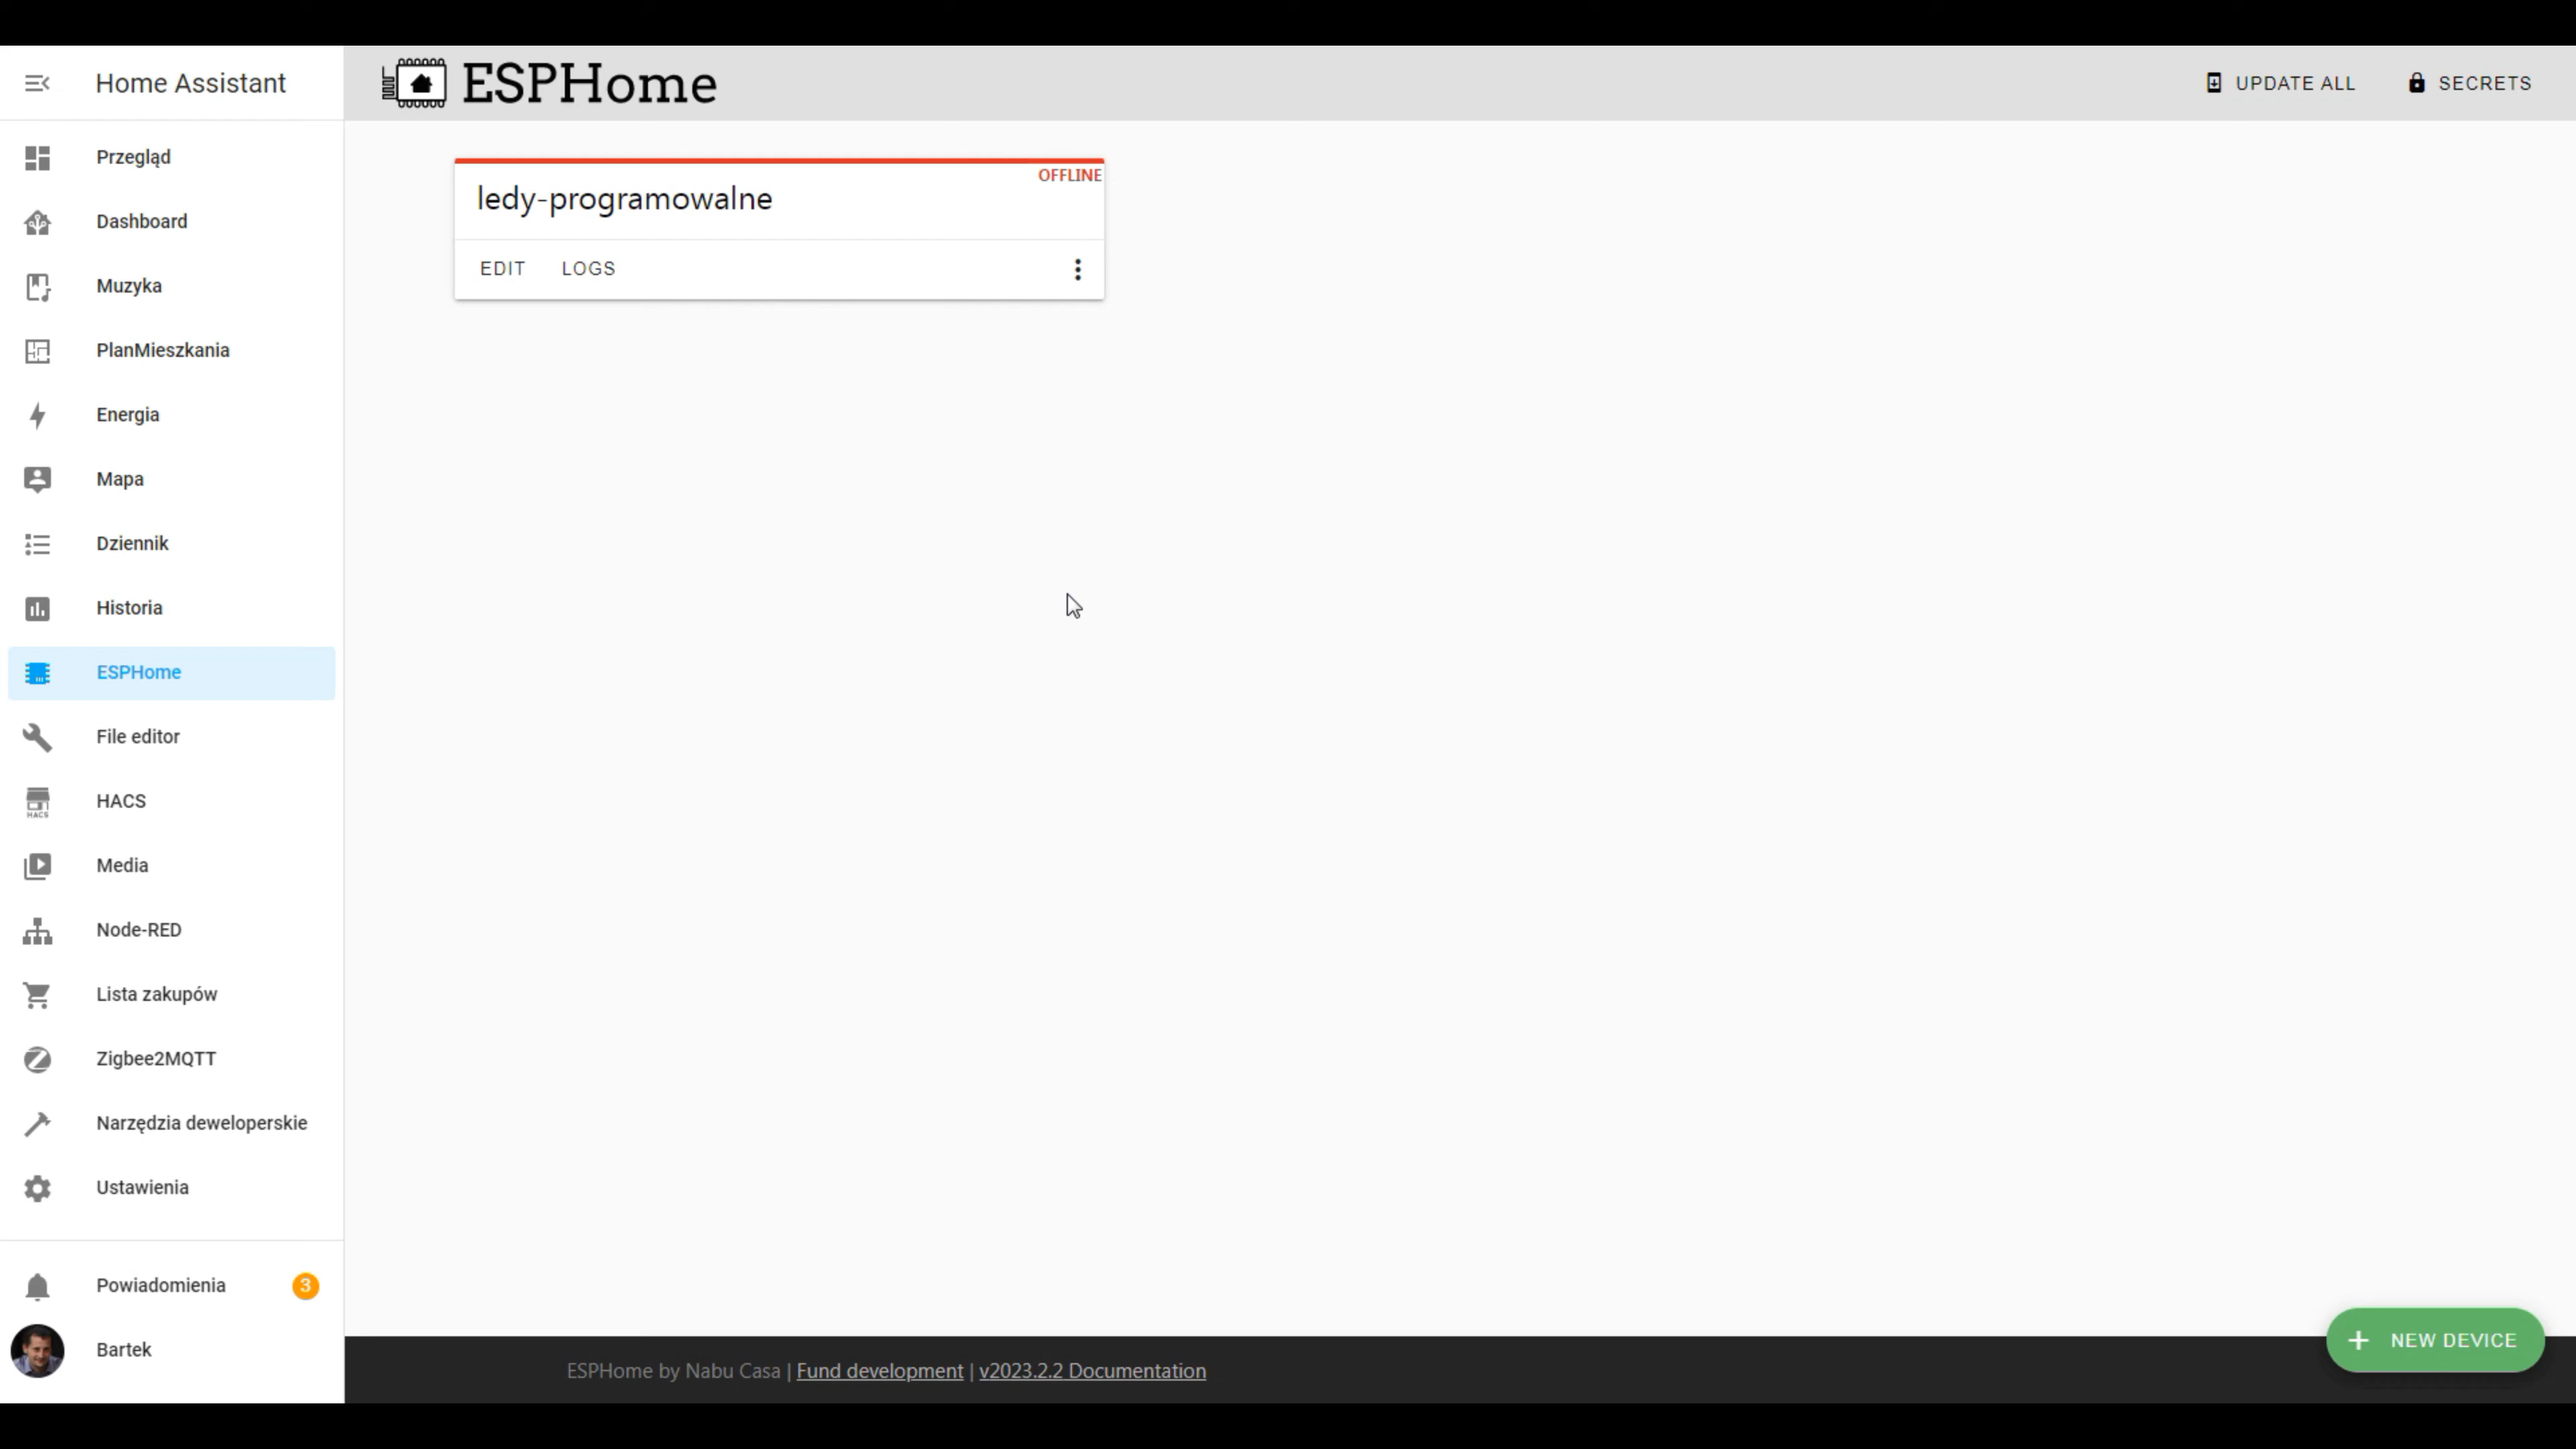 Home Assistant
ESPHome
UPDATE ALL
SECRETS
Przegląd
Dashboard
Muzyka
PlanMieszkania
Energia
Mapa
Dziennik
Historia
ESPHome
File editor
HACS
HACS
Media
Node-RED
Lista zakupów
Zigbee2MQTT
Narzędzia deweloperskie
Ustawienia
Powiadomienia 3
Bartek
OFFLINE
ledy-programowalne
EDIT LOGS
NEW DEVICE
ESPHome by Nabu Casa | Fund development | v2023.2.2 Documentation